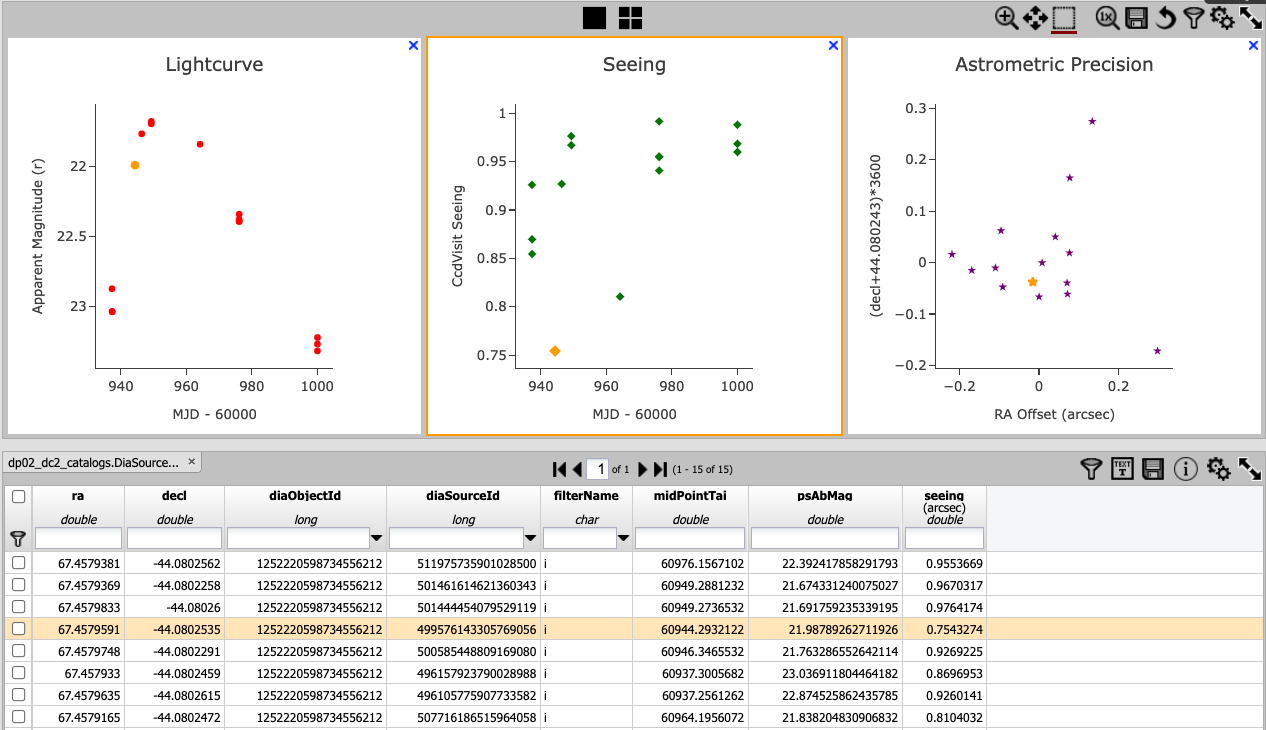 1x
Lightcurve
Apparent Magnitude (r)
22
22.5
23
940 960 980 1000
MJD - 60000
Seeing
CcdVisit Seeing
1
0.95
0.9
0.85
0.8
0.75
940 960 980 1000
MJD - 60000
Astrometric Precision
(decl+44.080243)*3600
0.3
0.2
0.1
0
−0.1
−0.2
−0.2 0 0.2
RA Offset (arcsec)
dp02_dc2_catalogs.DiaSource... ×
1 of 1 (1 - 15 of 15)
TEXT
ra decl diaObjectId diaSourceId filterName midPointTai psAbMag seeing
(arcsec)
double double long long char double double double
67.4579381 -44.0802562 1252220598734556212 511975735901028500 i 60976.1567102 22.392417858291793 0.9553669
67.4579369 -44.0802258 1252220598734556212 501461614621360343 i 60949.2881232 21.674331240075027 0.9670317
67.4579833 -44.08026 1252220598734556212 501444454079529119 i 60949.2736532 21.691759235339195 0.9764174
67.4579591 -44.0802535 1252220598734556212 499576143305769056 i 60944.2932122 21.98789262711926 0.7543274
67.4579748 -44.0802291 1252220598734556212 500585448809169080 i 60946.3465532 21.763286552642114 0.9269225
67.457933 -44.0802459 1252220598734556212 496157923790028988 i 60937.3005682 23.036911804464182 0.8696953
67.4579635 -44.0802615 1252220598734556212 496105775907733582 i 60937.2561262 22.874525862435785 0.9260141
67.4579165 -44.0802472 1252220598734556212 507716186515964058 i 60964.1956072 21.838204830906832 0.8104032